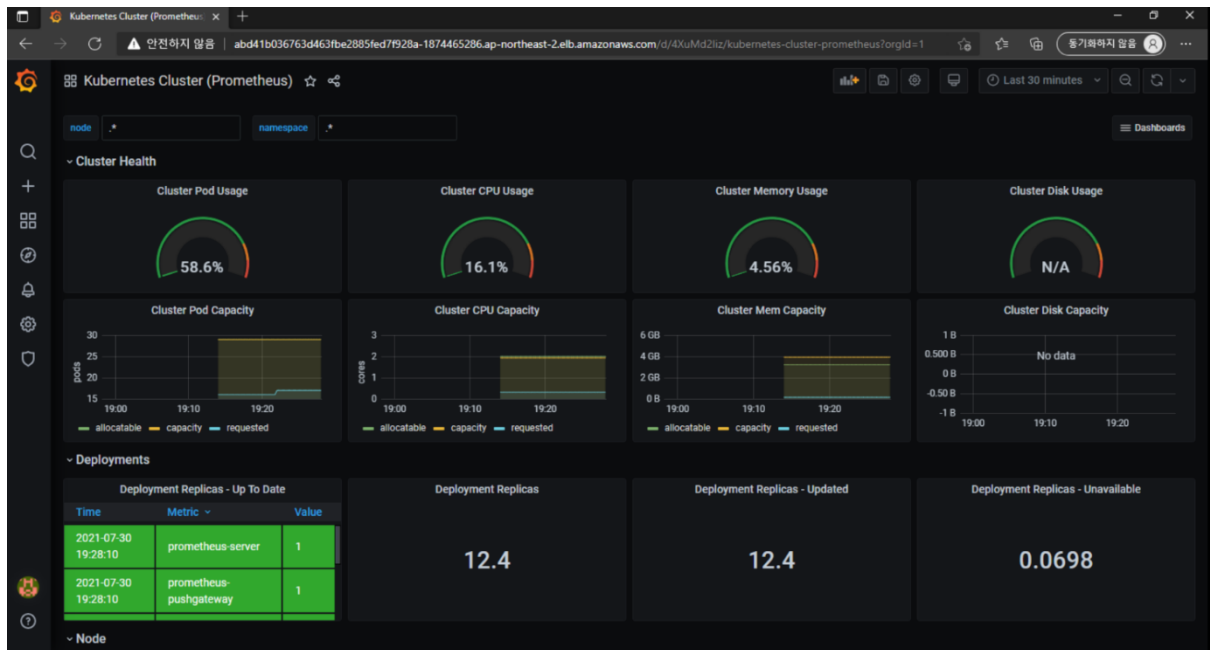 Kubernetes Cluster (Prometheus
안전하지 않음 abd41b036763d463fbe2885fed7f928a-1874465286.ap-northeast-2.elb.amazonaws.com/d/4XuMd2Iiz/kubernetes-cluster-prometheus?orgId=1 동기화하지 않음
Kubernetes Cluster (Prometheus) Last 30 minutes
node .* namespace .* Dashboards
Cluster Health
Cluster Pod Usage Cluster CPU Usage Cluster Memory Usage Cluster Disk Usage
58.6% 16.1% 4.56% N/A
Cluster Pod Capacity
30
25
20
15
pods
19:00 19:10 19:20
allocatable capacity requested
Cluster CPU Capacity
3
2
1
0
cores
19:00 19:10 19:20
allocatable capacity requested
Cluster Mem Capacity
6 GB
4 GB
2 GB
0 B
19:00 19:10 19:20
allocatable capacity requested
Cluster Disk Capacity
1 B
0.500 B
0 B
-0.50 B
-1 B
No data
19:00 19:10 19:20
Deployments
Deployment Replicas - Up To Date
Time Metric Value
2021-07-30 19:28:10 prometheus-server 1
2021-07-30 19:28:10 prometheus-pushgateway 1
Deployment Replicas
12.4
Deployment Replicas - Updated
12.4
Deployment Replicas - Unavailable
0.0698
Node